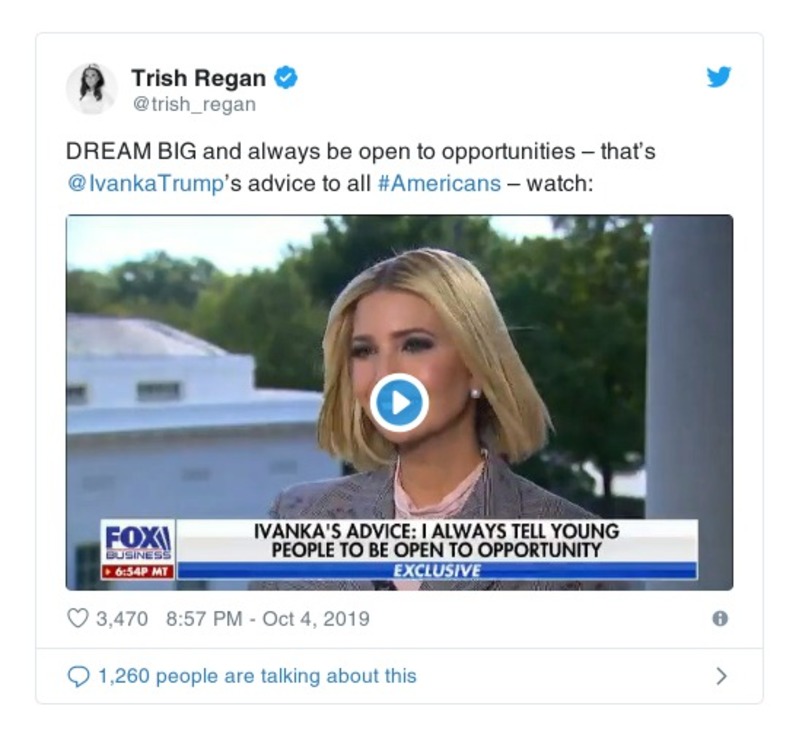 Trish Regan
@trish_regan
DREAM BIG and always be open to opportunities – that's
@IvankaTrump's advice to all #Americans – watch:
FOX
BUSINESS
6:54P MT
IVANKA'S ADVICE: I ALWAYS TELL YOUNG
PEOPLE TO BE OPEN TO OPPORTUNITY
EXCLUSIVE
3,470 8:57 PM - Oct 4, 2019
1,260 people are talking about this